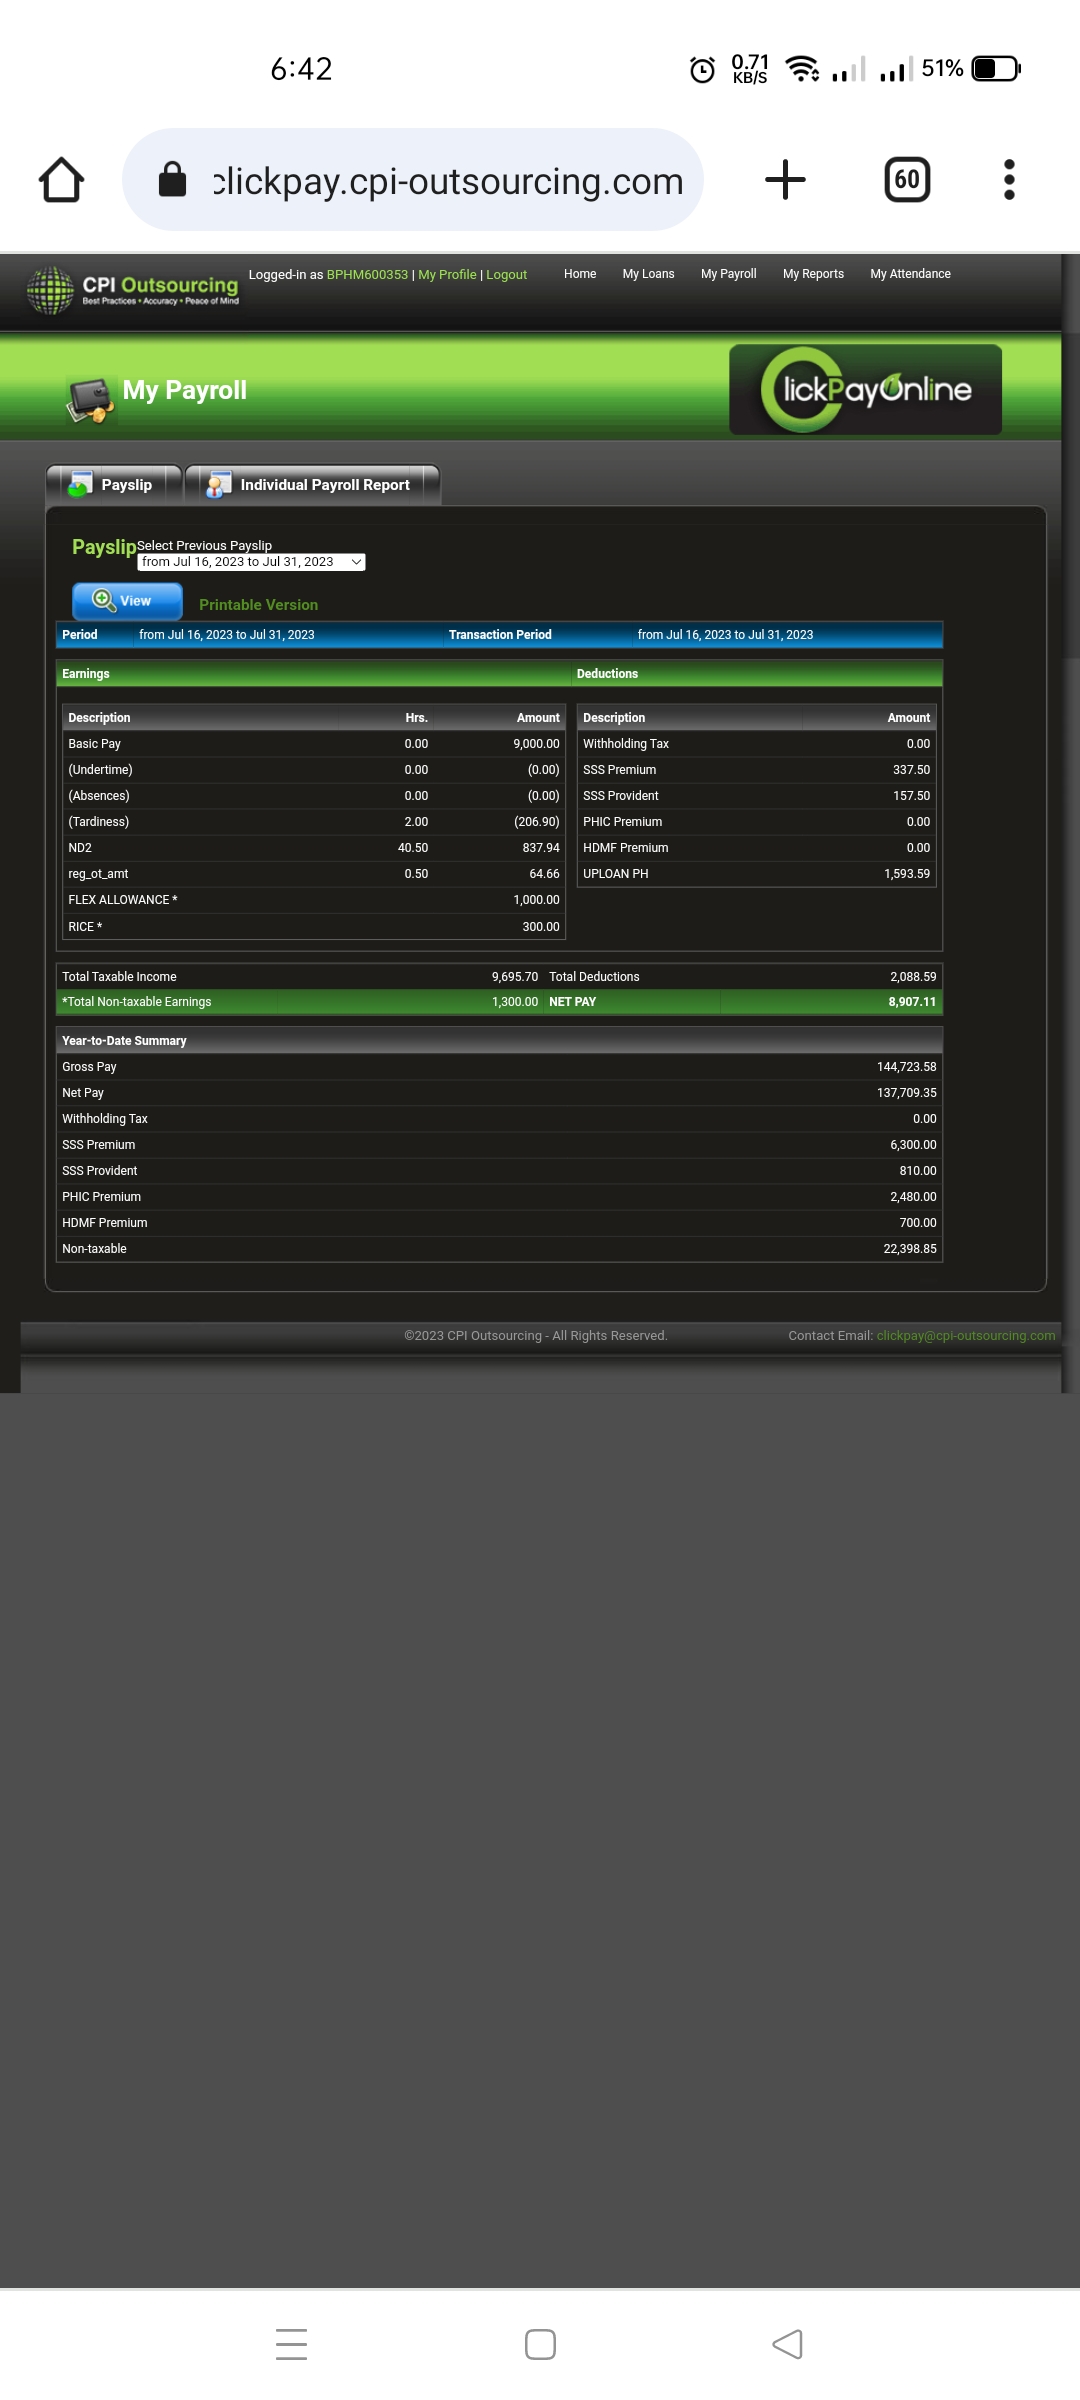 6:42 0.71 KB/S 51%
clickpay.cpi-outsourcing.com 60
CPI Outsourcing
Best Practices • Accuracy • Peace of Mind
Logged-in as BPHM600353 | My Profile | Logout Home My Loans My Payroll My Reports My Attendance
My Payroll
ClickPayOnline
Payslip Individual Payroll Report
Payslip Select Previous Payslip
from Jul 16, 2023 to Jul 31, 2023
View Printable Version
Period from Jul 16, 2023 to Jul 31, 2023 Transaction Period from Jul 16, 2023 to Jul 31, 2023
Earnings Deductions
Description Hrs. Amount Description Amount
Basic Pay 0.00 9,000.00 Withholding Tax 0.00
(Undertime) 0.00 (0.00) SSS Premium 337.50
(Absences) 0.00 (0.00) SSS Provident 157.50
(Tardiness) 2.00 (206.90) PHIC Premium 0.00
ND2 40.50 837.94 HDMF Premium 0.00
reg_ot_amt 0.50 64.66 UPLOAN PH 1,593.59
FLEX ALLOWANCE * 1,000.00
RICE * 300.00
Total Taxable Income 9,695.70 Total Deductions 2,088.59
*Total Non-taxable Earnings 1,300.00 NET PAY 8,907.11
Year-to-Date Summary
Gross Pay 144,723.58
Net Pay 137,709.35
Withholding Tax 0.00
SSS Premium 6,300.00
SSS Provident 810.00
PHIC Premium 2,480.00
HDMF Premium 700.00
Non-taxable 22,398.85
©2023 CPI Outsourcing - All Rights Reserved. Contact Email: clickpay@cpi-outsourcing.com